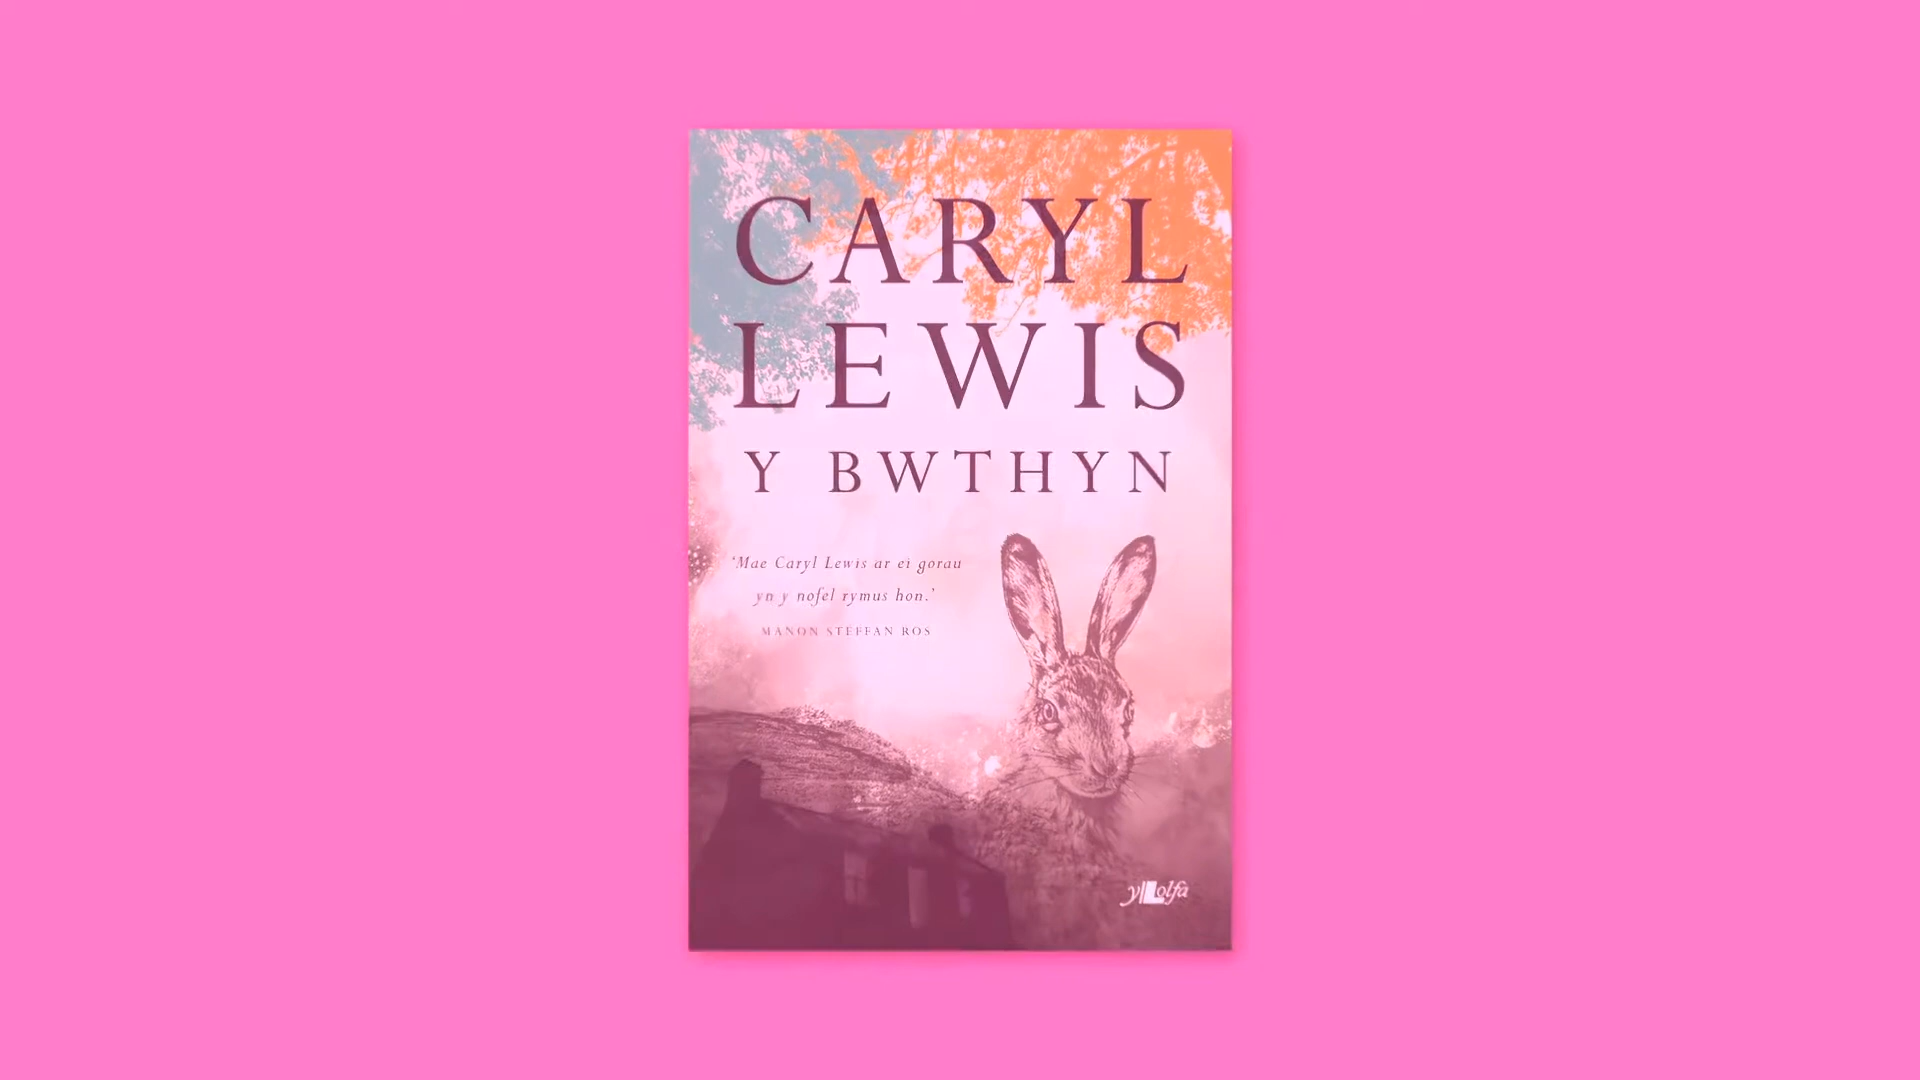 CARYL
LEWIS
Y BWTHYN
‘Mae Caryl Lewis ar ei gorau
yn y nofel rymus hon.’
MANON STEFFAN ROS
y Lolfa